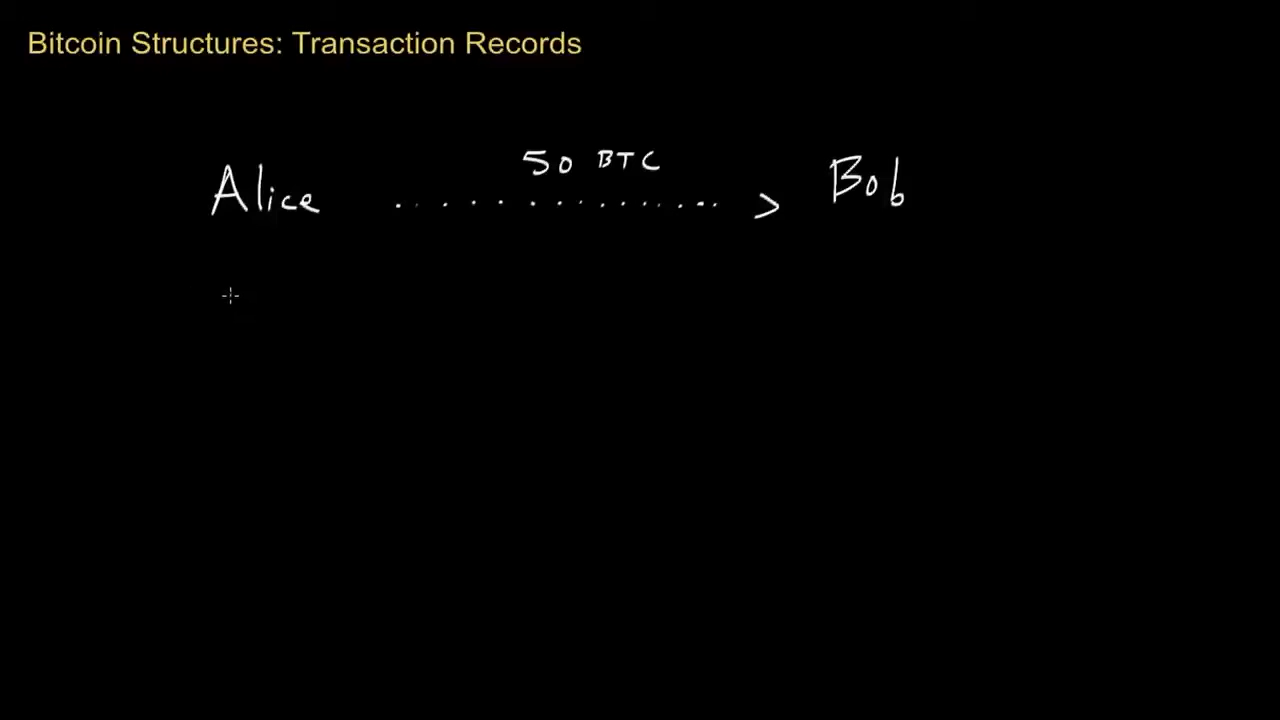 Bitcoin Structures: Transaction Records
50 BTC
Alice ..............> Bob